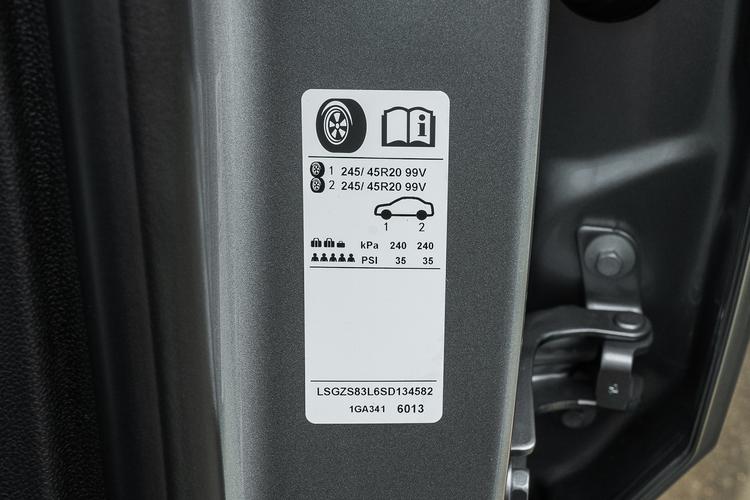 1 245/ 45R20 99V
2 245/ 45R20 99V
1 2
kPa 240 240
PSI 35 35
LSGZS83L6SD134582
1GA341 6013